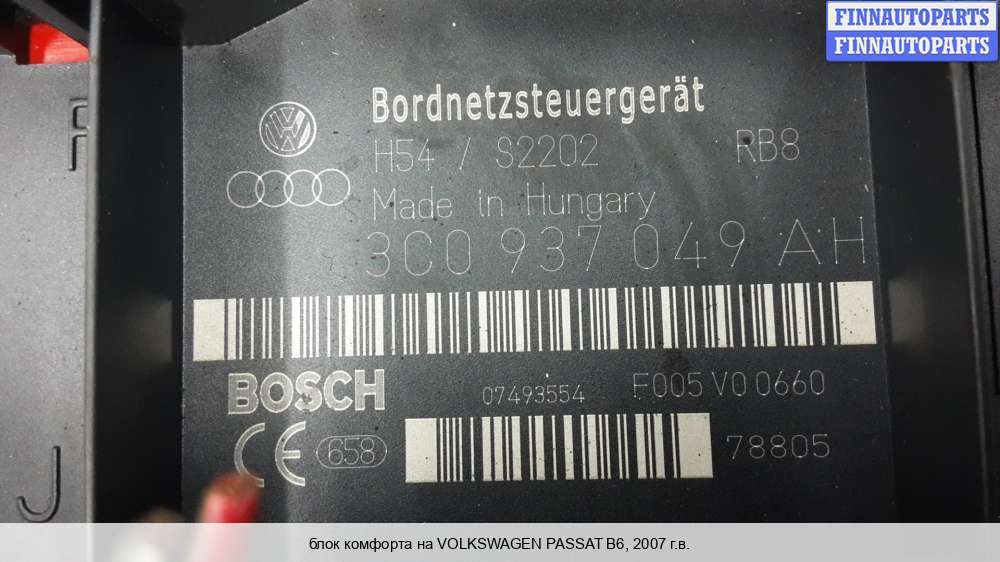 FINNAUTOPARTS
FINNAUTOPARTS
F
Bordnetzsteuergerät
H54 / S2202 RB8
Made in Hungary
3C0 937 049 AH
BOSCH 07493554 F005 V0 0660
CE 658 78805
J
блок комфорта на VOLKSWAGEN PASSAT B6, 2007 г.в.